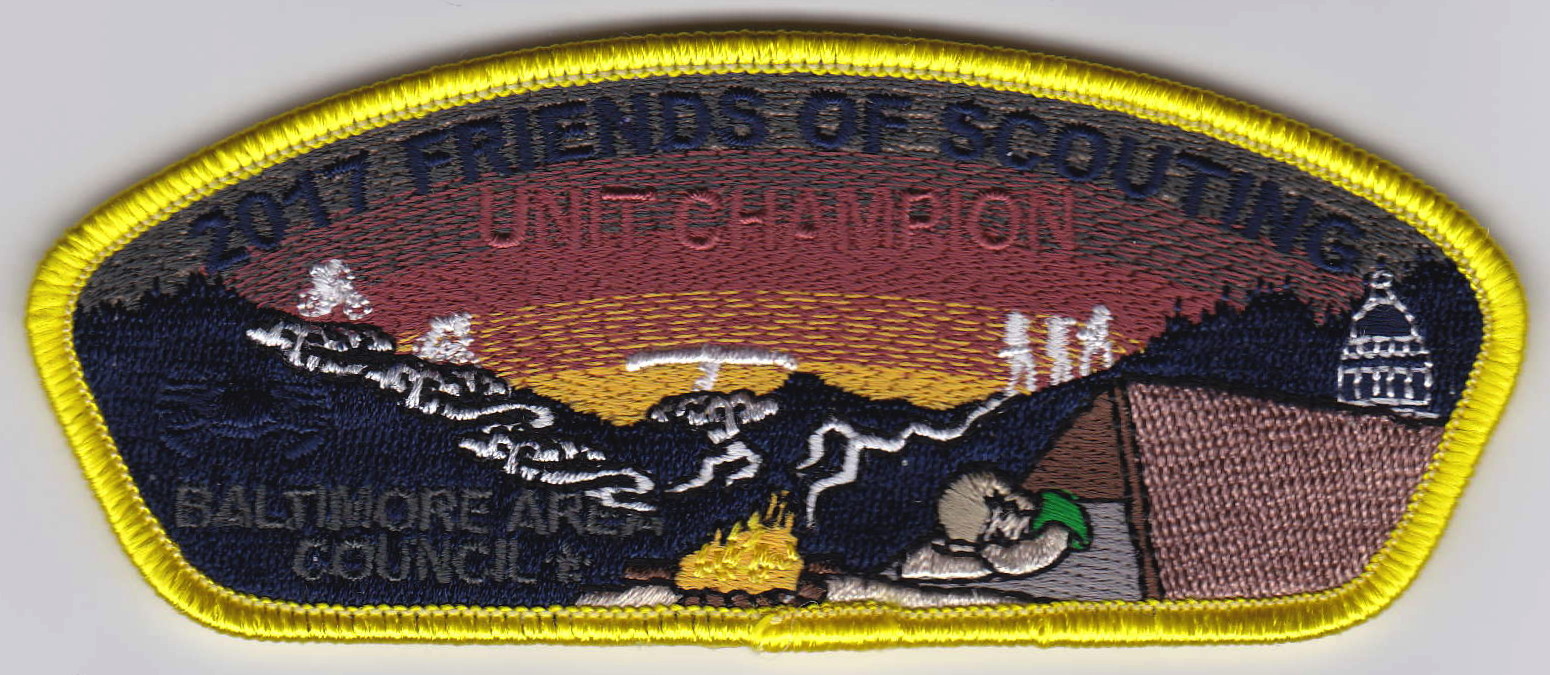 2017 FRIENDS OF SCOUTING
UNIT CHAMPION
BALTIMORE AREA
COUNCIL